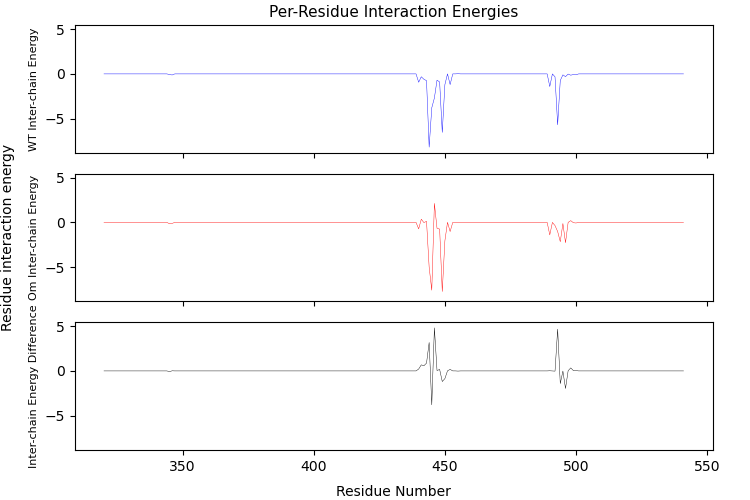 Per-Residue Interaction Energies
Residue interaction energy
WT Inter-chain Energy
5
0
−5
Om Inter-chain Energy
5
0
−5
Inter-chain Energy Difference
5
0
−5
350
400
450
500
550
Residue Number